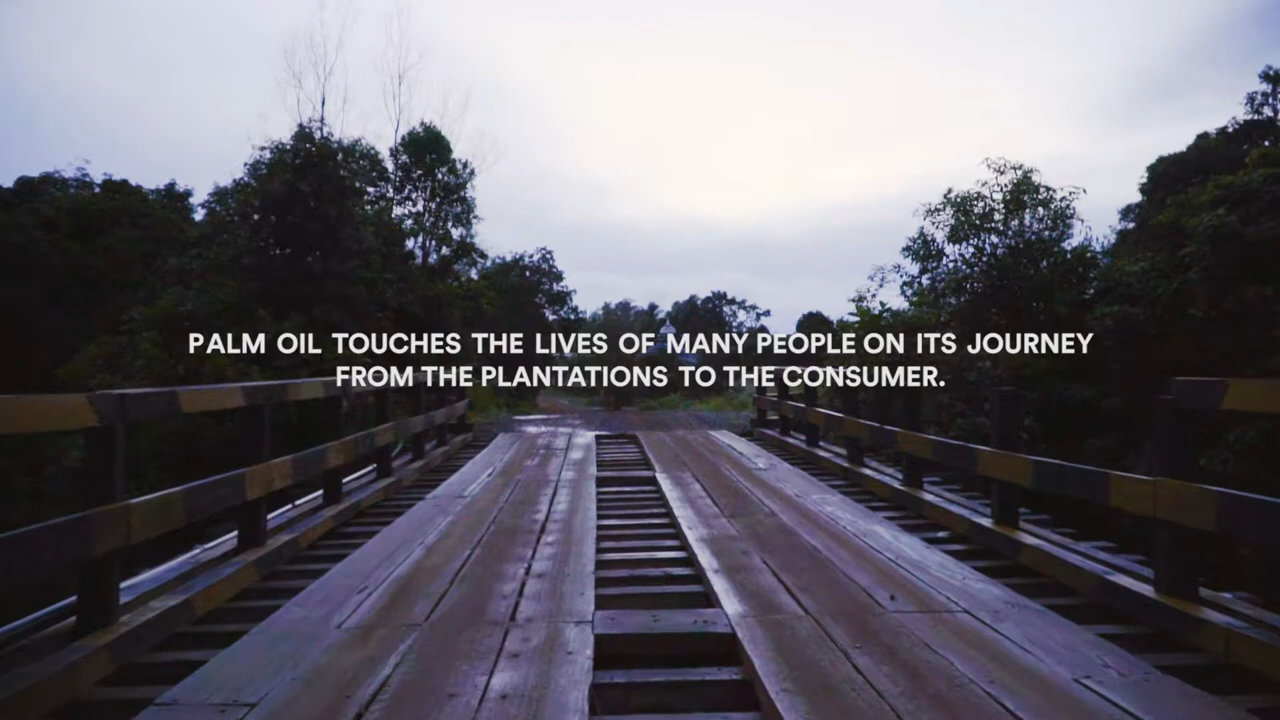 PALM OIL TOUCHES THE LIVES OF MANY PEOPLE ON ITS JOURNEY
FROM THE PLANTATIONS TO THE CONSUMER.